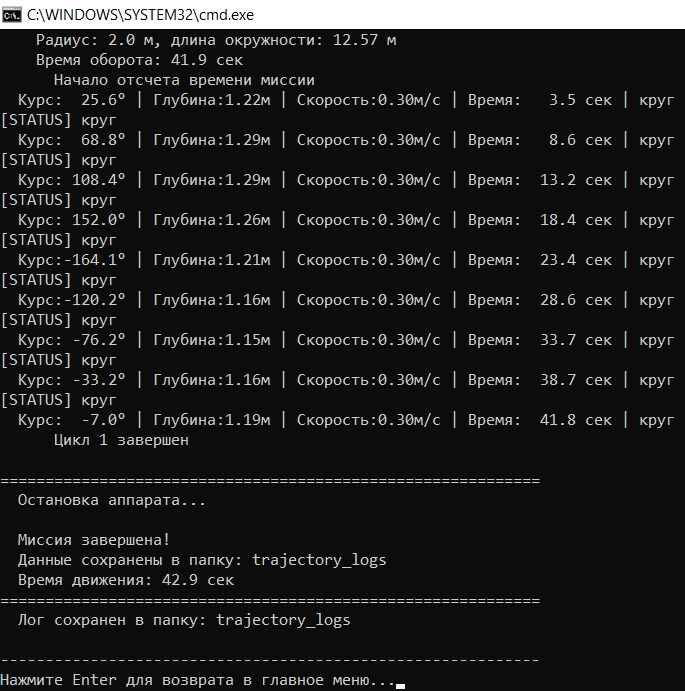 C:\WINDOWS\SYSTEM32\cmd.exe
Радиус: 2.0 м, длина окружности: 12.57 м
Время оборота: 41.9 сек
Начало отсчета времени миссии
Курс:  25.6° | Глубина:1.22м | Скорость:0.30м/с | Время:   3.5 сек | круг
[STATUS] круг
Курс:  68.8° | Глубина:1.29м | Скорость:0.30м/с | Время:   8.6 сек | круг
[STATUS] круг
Курс: 108.4° | Глубина:1.29м | Скорость:0.30м/с | Время:  13.2 сек | круг
[STATUS] круг
Курс: 152.0° | Глубина:1.26м | Скорость:0.30м/с | Время:  18.4 сек | круг
[STATUS] круг
Курс:-164.1° | Глубина:1.21м | Скорость:0.30м/с | Время:  23.4 сек | круг
[STATUS] круг
Курс:-120.2° | Глубина:1.16м | Скорость:0.30м/с | Время:  28.6 сек | круг
[STATUS] круг
Курс: -76.2° | Глубина:1.15м | Скорость:0.30м/с | Время:  33.7 сек | круг
[STATUS] круг
Курс: -33.2° | Глубина:1.16м | Скорость:0.30м/с | Время:  38.7 сек | круг
[STATUS] круг
Курс:  -7.0° | Глубина:1.19м | Скорость:0.30м/с | Время:  41.8 сек | круг
Цикл 1 завершен
============================================================
Остановка аппарата...
Миссия завершена!
Данные сохранены в папку: trajectory_logs
Время движения: 42.9 сек
============================================================
Лог сохранен в папку: trajectory_logs
------------------------------------------------------------
Нажмите Enter для возврата в главное меню...